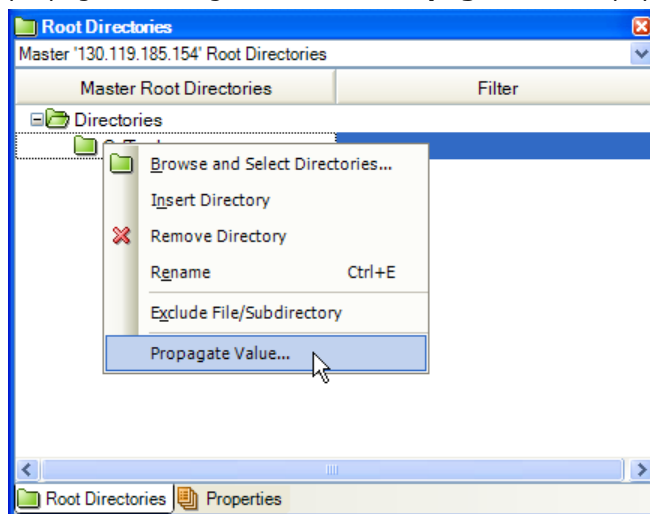 Root Directories
Master '130.119.185.154' Root Directories
Master Root Directories Filter
Directories
Browse and Select Directories...
Insert Directory
Remove Directory
Rename Ctrl+E
Exclude File/Subdirectory
Propagate Value...
Root Directories Properties